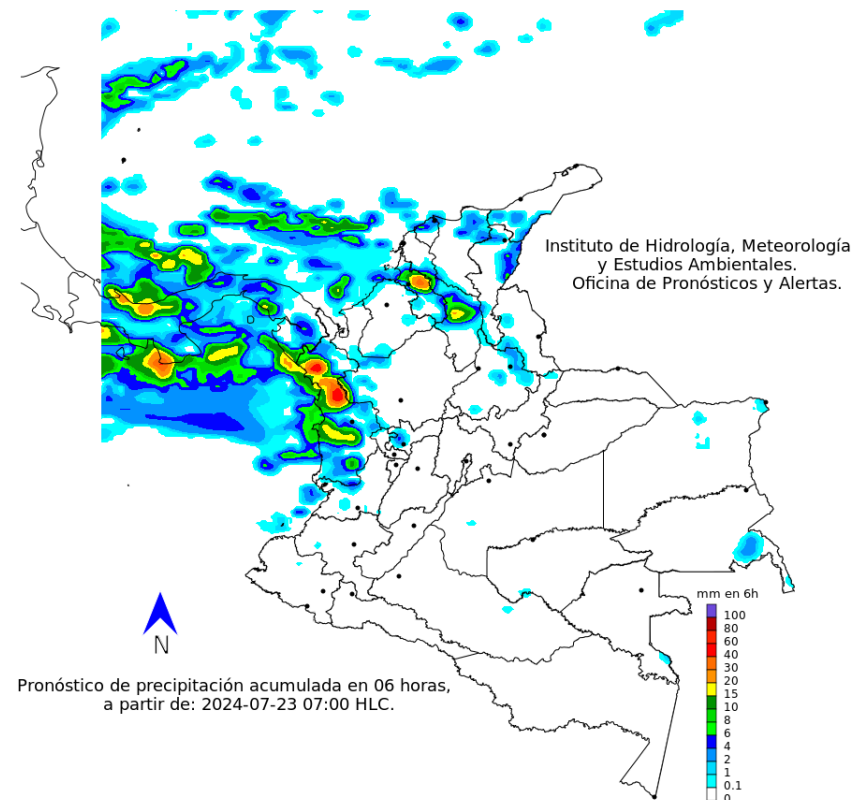 Instituto de Hidrología, Meteorología
y Estudios Ambientales.
Oficina de Pronósticos y Alertas.
mm en 6h
100
80
60
40
30
20
15
10
8
6
4
2
1
0.1
0
N
Pronóstico de precipitación acumulada en 06 horas,
a partir de: 2024-07-23 07:00 HLC.